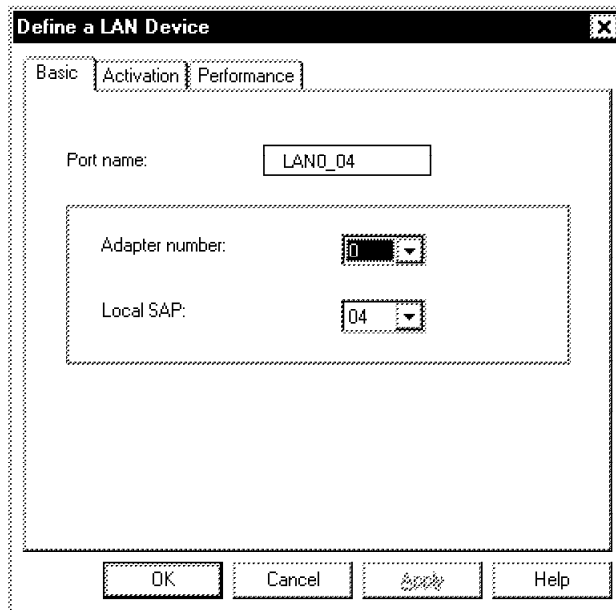 Define a LAN Device
Basic Activation Performance
Port name: LAN0_04
Adapter number: 0
Local SAP: 04
OK Cancel Apply Help